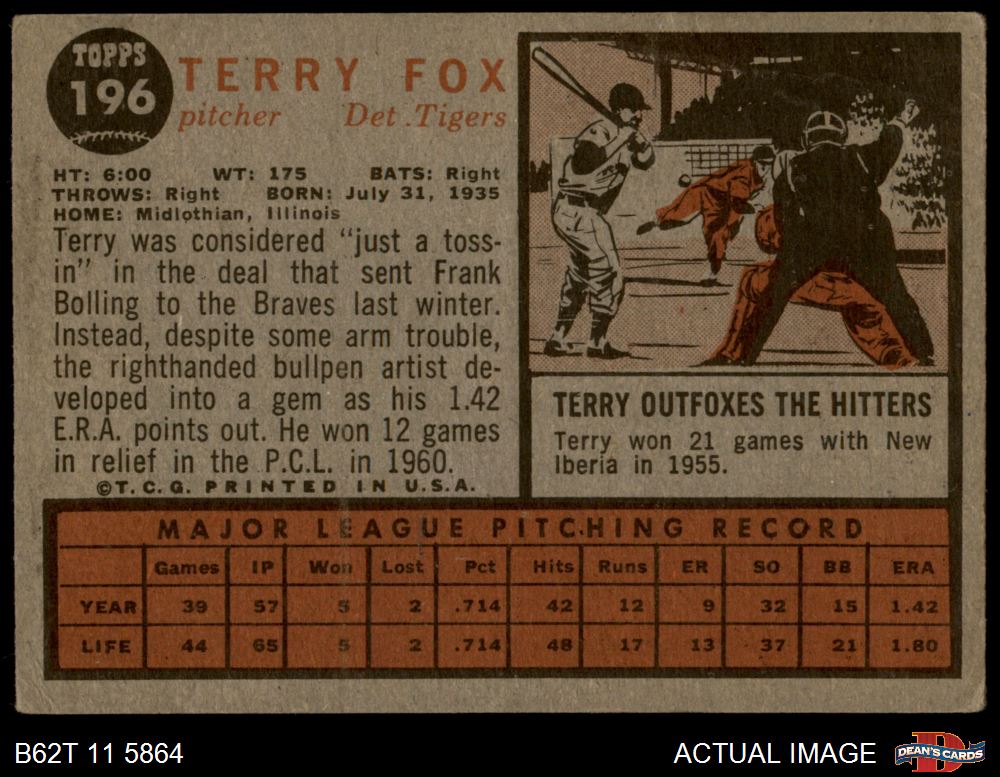 TOPPS
196
TERRY FOX
pitcher Det. Tigers
HT: 6:00 WT: 175 BATS: Right
THROWS: Right BORN: July 31, 1935
HOME: Midlothian, Illinois
Terry was considered "just a toss-
in" in the deal that sent Frank
Bolling to the Braves last winter.
Instead, despite some arm trouble,
the righthanded bullpen artist de-
veloped into a gem as his 1.42
E.R.A. points out. He won 12 games
in relief in the P.C.L. in 1960.
©T.C.G. PRINTED IN U.S.A.
TERRY OUTFOXES THE HITTERS
Terry won 21 games with New
Iberia in 1955.
MAJOR LEAGUE PITCHING RECORD
Games IP Won Lost Pct Hits Runs ER SO BB ERA
YEAR 39 57 5 2 .714 42 12 9 32 15 1.42
LIFE 44 65 5 2 .714 48 17 13 37 21 1.80
B62T 11 5864 ACTUAL IMAGE
D
DEAN'S CARDS